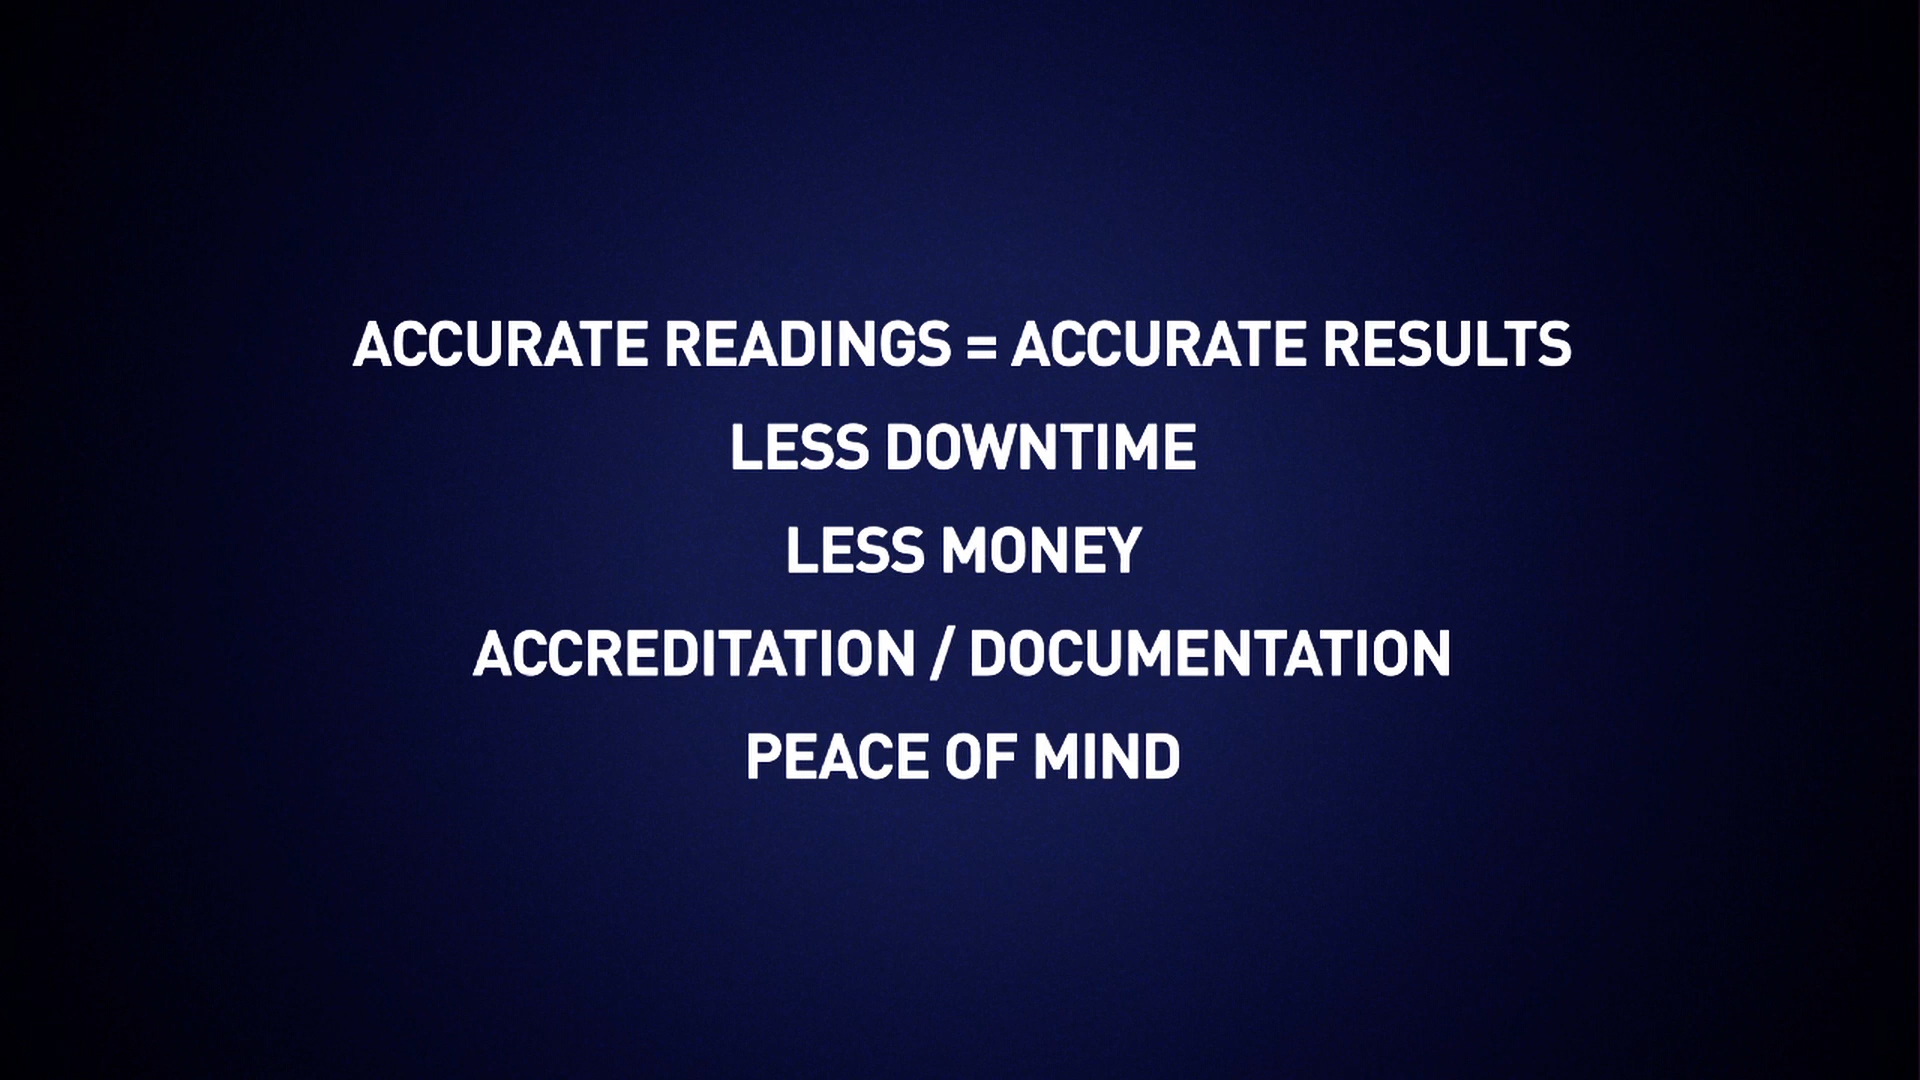 ACCURATE READINGS = ACCURATE RESULTS
LESS DOWNTIME
LESS MONEY
ACCREDITATION / DOCUMENTATION
PEACE OF MIND